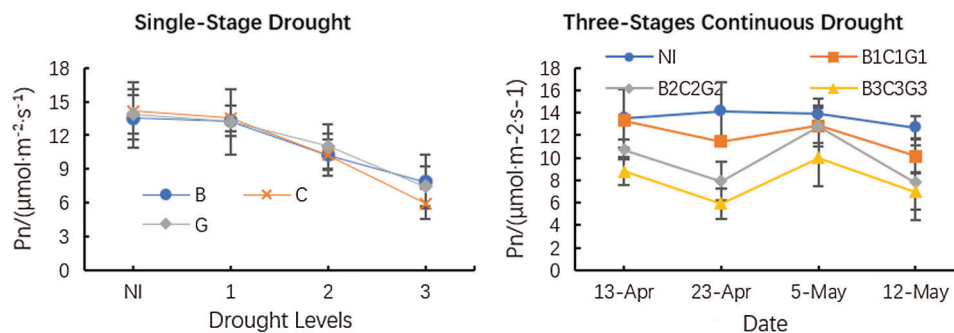 Single-Stage Drought
Pn/(μmol·m⁻²·s⁻¹)
18
15
12
9
6
3
0
B
C
G
NI
1
2
3
Drought Levels
Three-Stages Continuous Drought
Pn/(μmol·m-2·s-1)
NI
B1C1G1
B2C2G2
B3C3G3
18
16
14
12
10
8
6
4
2
0
13-Apr
23-Apr
5-May
12-May
Date